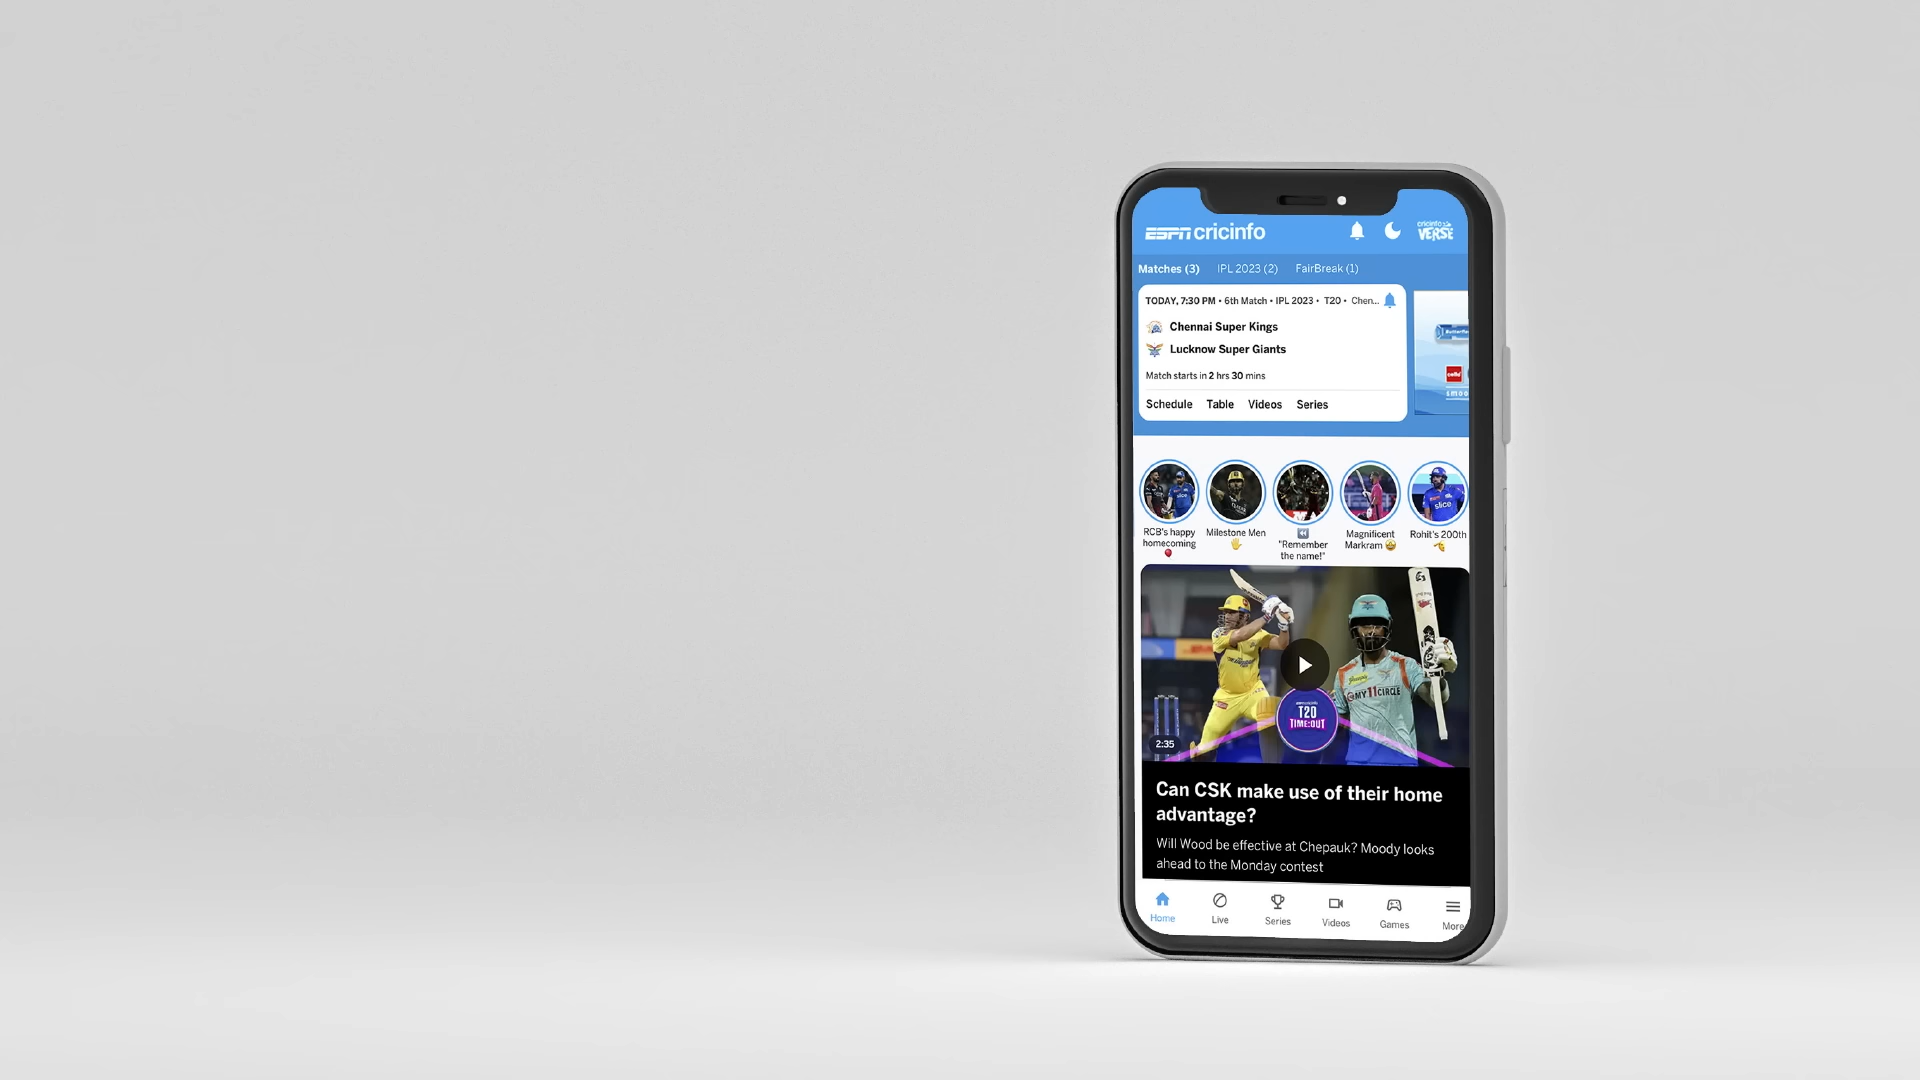 ESPN cricinfo
cricinfo
VERSE
Matches (3) IPL 2023 (2) FairBreak (1)
TODAY, 7:30 PM • 6th Match • IPL 2023 • T20 • Chen...
Chennai Super Kings
Lucknow Super Giants
Match starts in 2 hrs 30 mins
Schedule Table Videos Series
cello
slice
slice
RCB's happy homecoming 🎈
Milestone Men 🖐
⏪ "Remember the name!"
Magnificent Markram 🤩
Rohit's 200th
MY11CIRCLE
T20
TIME:OUT
2:35
Can CSK make use of their home
advantage?
Will Wood be effective at Chepauk? Moody looks
ahead to the Monday contest
Home Live Series Videos Games More